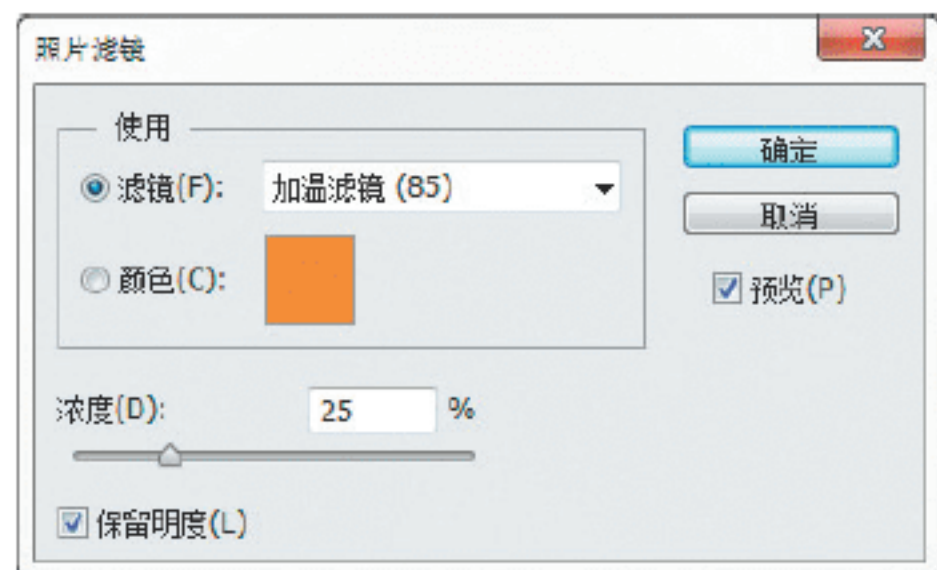 照片滤镜
使用
滤镜(F): 加温滤镜 (85)
颜色(C):
确定
取消
预览(P)
浓度(D): 25 %
保留明度(L)